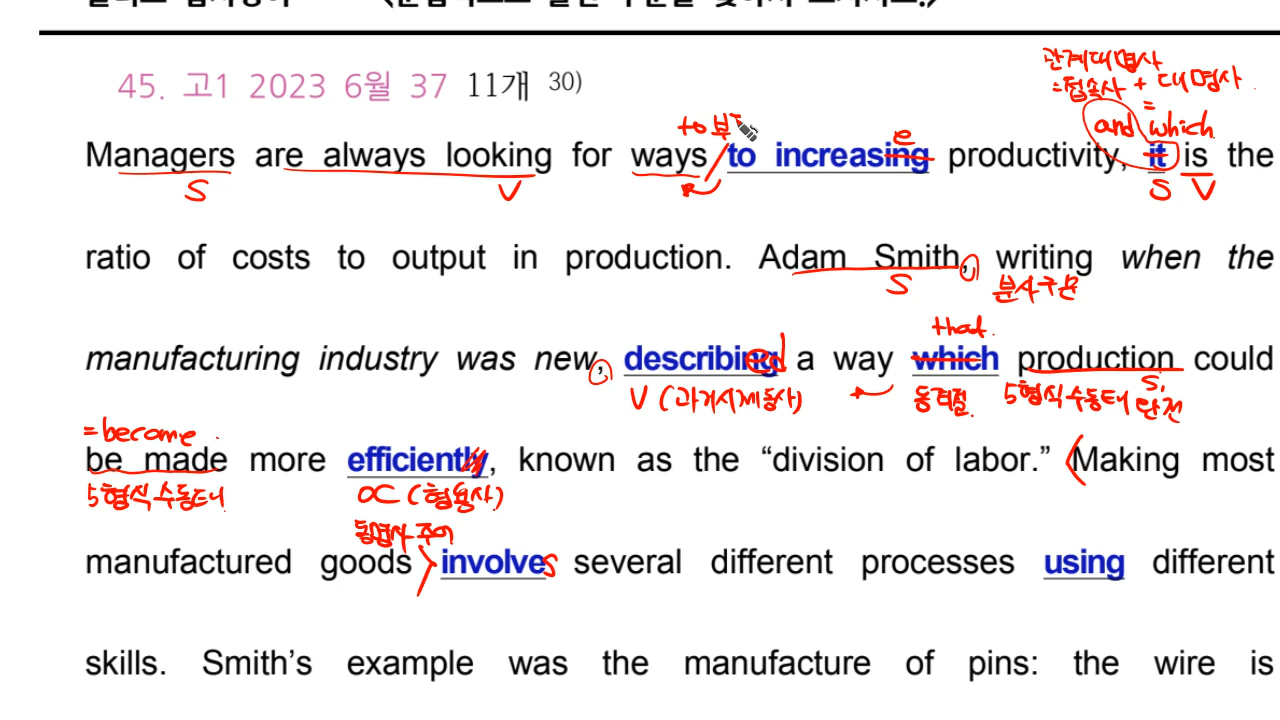 45. 고1 2023 6월 37 11개 30)
관계대명사
=접속사 + 대명사
=
to부 e and which
Managers are always looking for ways to increasing productivity, it is the
S V S V
ratio of costs to output in production. Adam Smith, writing when the
S 분사구문
that
manufacturing industry was new, describing a way which production could
ed V (과거시제동사) 동격절 5형식 수동태 S, 완전
=become
be made more efficiently, known as the “division of labor.” Making most
5형식 수동태 OC (형용사)
동명사 주어
manufactured goods involves several different processes using different
skills. Smith’s example was the manufacture of pins: the wire is